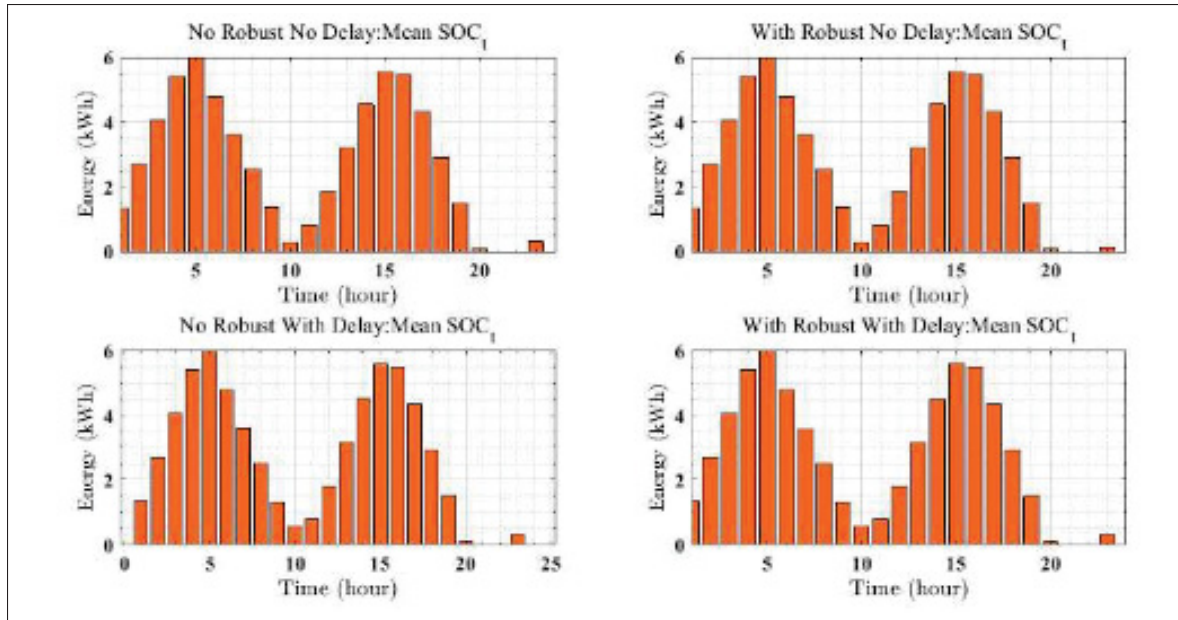 No Robust No Delay:Mean SOC_t
Energy (kWh)
6
4
2
0
5
10
15
20
Time (hour)
With Robust No Delay:Mean SOC_t
Energy (kWh)
6
4
2
0
5
10
15
20
Time (hour)
No Robust With Delay:Mean SOC_t
Energy (kWh)
6
4
2
0
0
5
10
15
20
25
Time (hour)
With Robust With Delay:Mean SOC_t
Energy (kWh)
6
4
2
0
5
10
15
20
Time (hour)